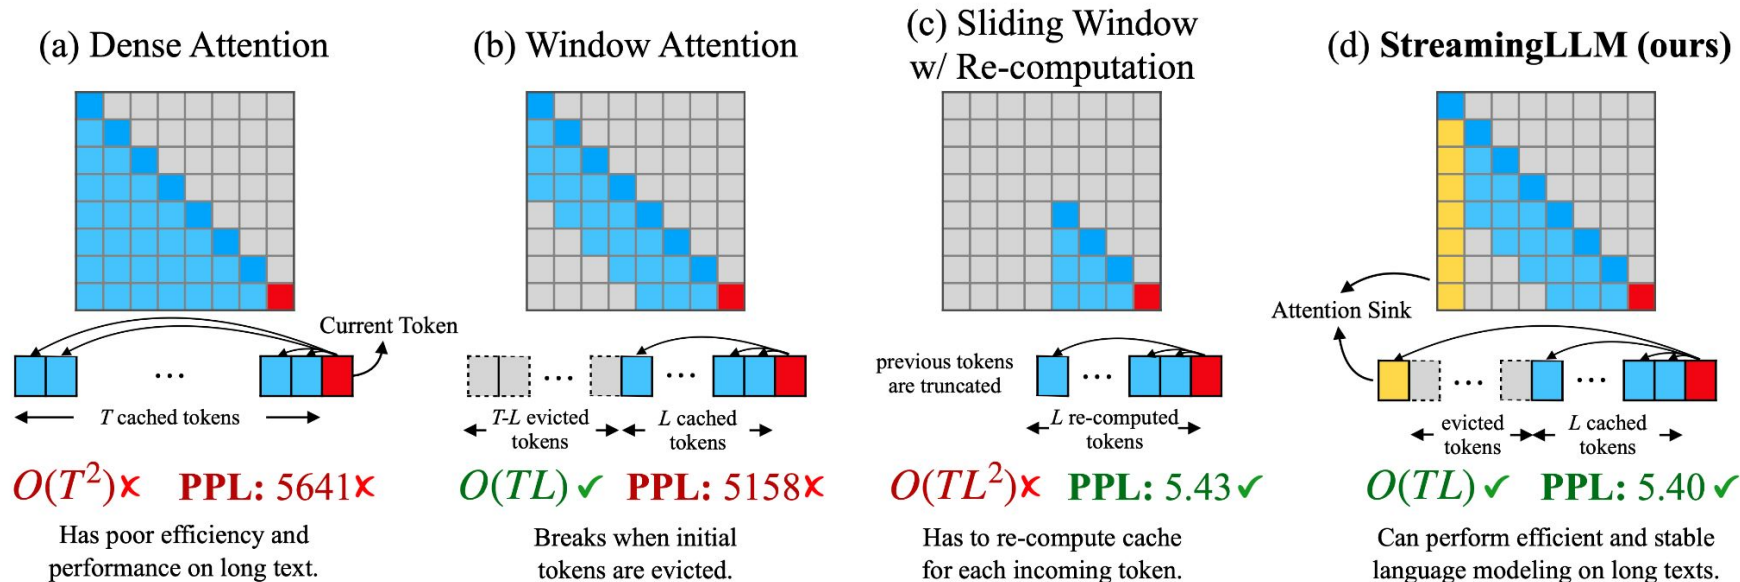 (a) Dense Attention
Current Token
...
T cached tokens
O(T²)✗ PPL: 5641✗
Has poor efficiency and
performance on long text.
(b) Window Attention
... ...
T-L evicted
tokens
L cached
tokens
O(TL) ✓ PPL: 5158✗
Breaks when initial
tokens are evicted.
(c) Sliding Window
w/ Re-computation
previous tokens
are truncated
...
L re-computed
tokens
O(TL²)✗ PPL: 5.43✓
Has to re-compute cache
for each incoming token.
(d) StreamingLLM (ours)
Attention Sink
... ...
evicted
tokens
L cached
tokens
O(TL) ✓ PPL: 5.40 ✓
Can perform efficient and stable
language modeling on long texts.